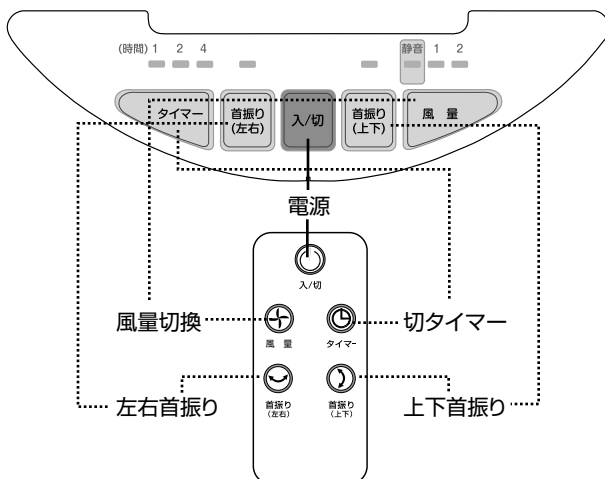 (時間) 1 2 4
静音 1 2
タイマー
首振り
(左右)
入/切
首振り
(上下)
風 量
電源
入/切
風量切換
切タイマー
風 量
タイマー
左右首振り
上下首振り
首振り
(左右)
首振り
(上下)